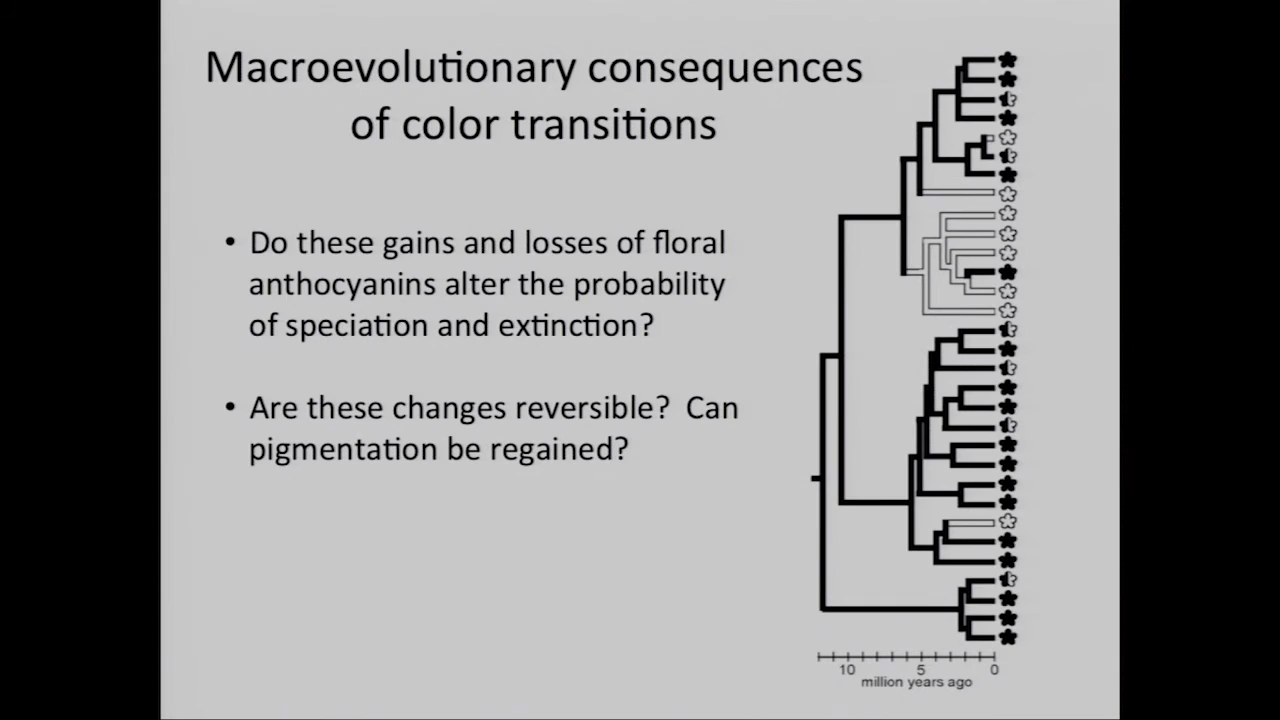 Macroevolutionary consequences
of color transitions
• Do these gains and losses of floral
anthocyanins alter the probability
of speciation and extinction?
• Are these changes reversible? Can
pigmentation be regained?
10 5 0
million years ago